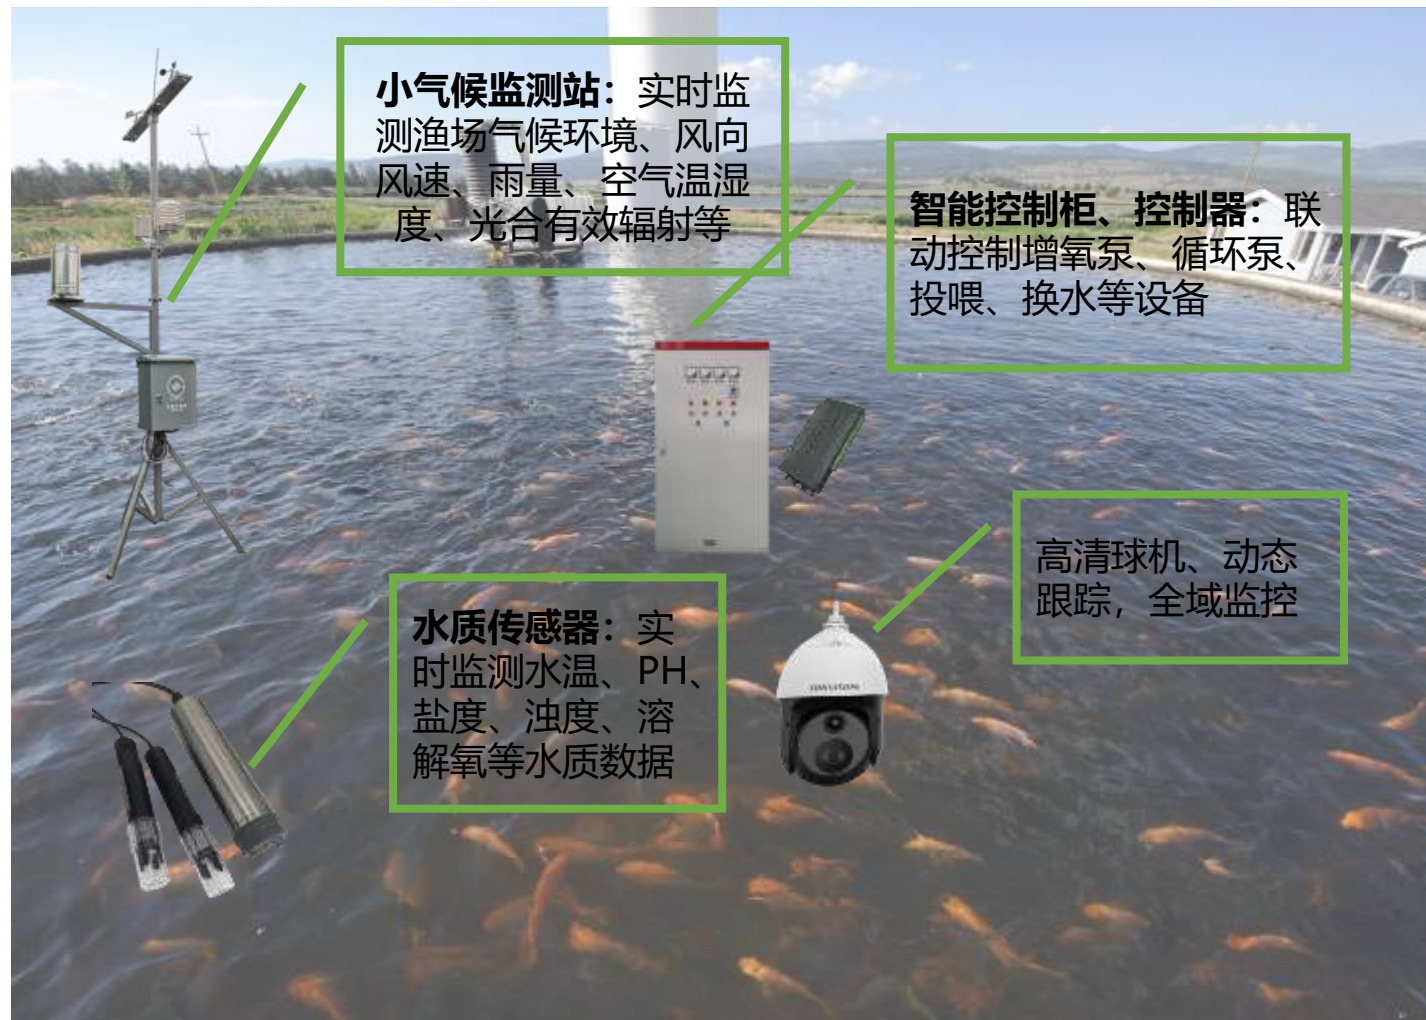 小气候监测站：实时监
测渔场气候环境、风向
风速、雨量、空气温湿
度、光合有效辐射等
智能控制柜、控制器：联
动控制增氧泵、循环泵、
投喂、换水等设备
高清球机、动态
跟踪，全域监控
水质传感器：实
时监测水温、PH、
盐度、浊度、溶
解氧等水质数据